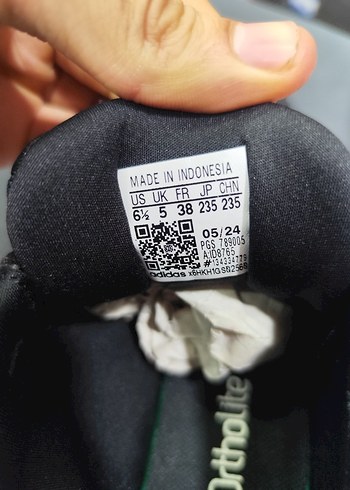 MADE IN INDONESIA
US UK FR JP CHN
6½ 5 38 235 235
05/24
PGS 789005
adidas
OrthoLite